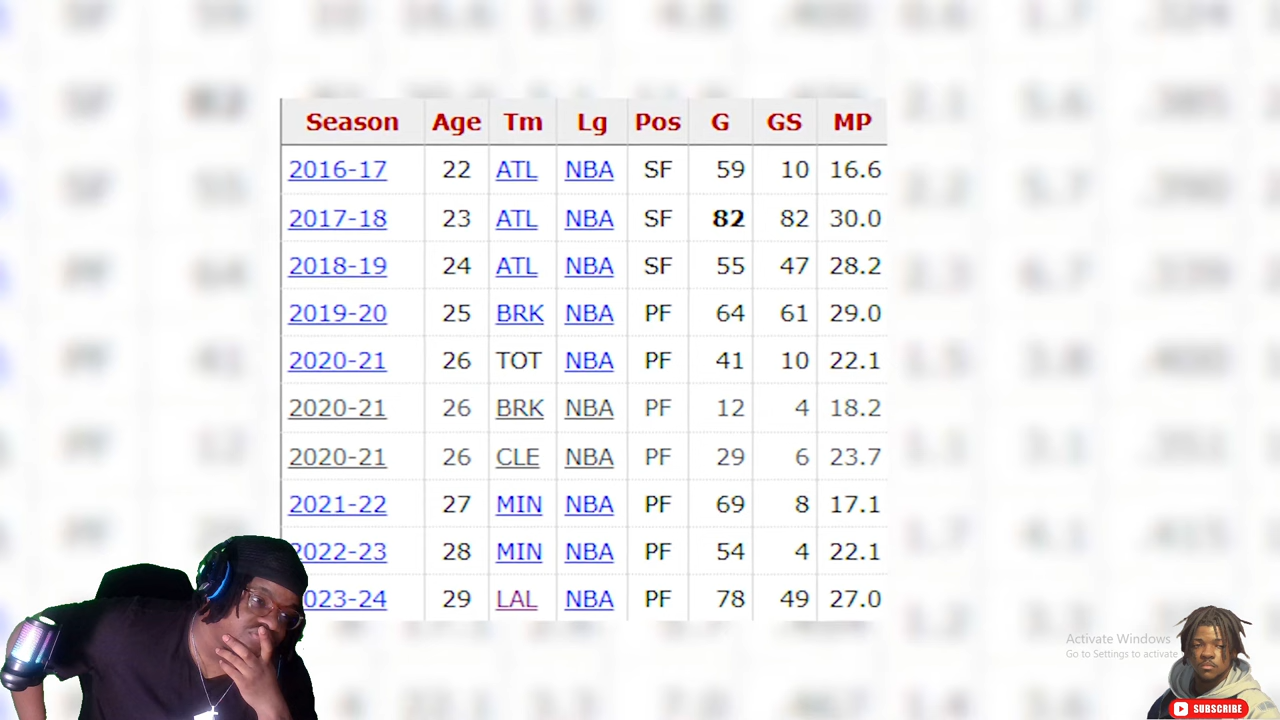 Season Age Tm Lg Pos G GS MP
2016-17 22 ATL NBA SF 59 10 16.6
2017-18 23 ATL NBA SF 82 82 30.0
2018-19 24 ATL NBA SF 55 47 28.2
2019-20 25 BRK NBA PF 64 61 29.0
2020-21 26 TOT NBA PF 41 10 22.1
2020-21 26 BRK NBA PF 12 4 18.2
2020-21 26 CLE NBA PF 29 6 23.7
2021-22 27 MIN NBA PF 69 8 17.1
2022-23 28 MIN NBA PF 54 4 22.1
023-24 29 LAL NBA PF 78 49 27.0
Activate Windows
Go to Settings to activate
SUBSCRIBE